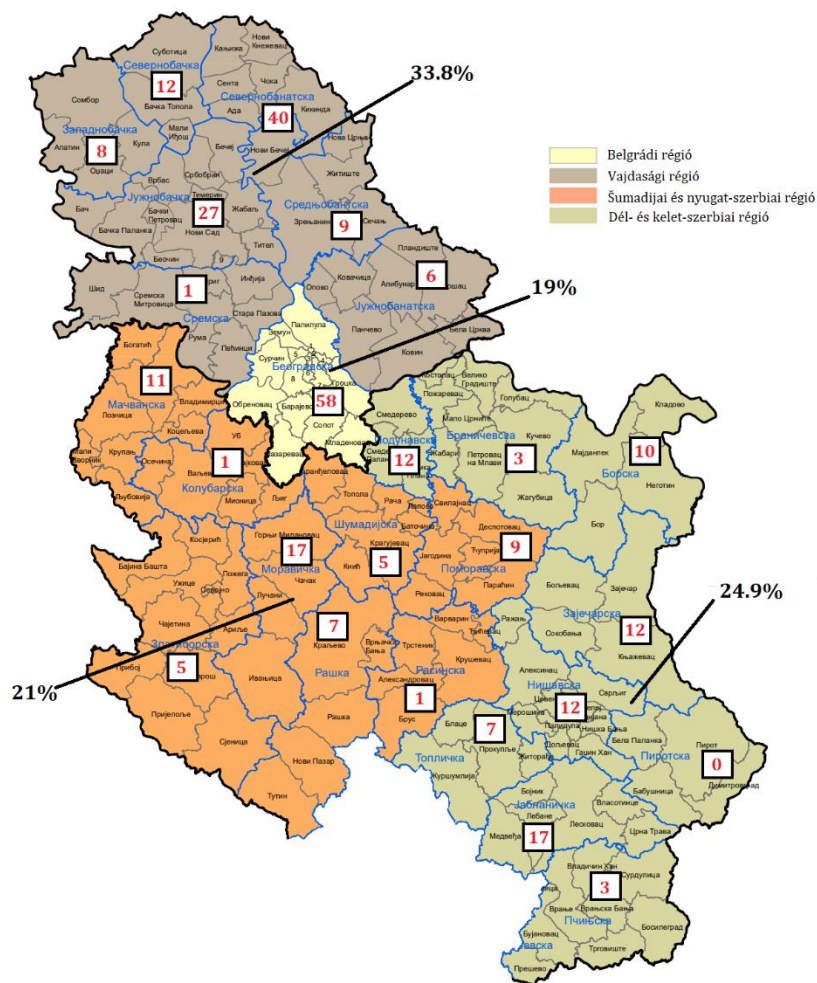 Суботица
Кањижа
Нови
Кнежевац
Севернобачка
12
Бачка Топола
Сента
Чока
Севернобанатска
33.8%
Сомбор
Ада
40
Кикинда
Западнобачка
Мали
Иђош
Апатин
8
Кула
Бечеј
Нови Бечеј
Нова Црња
Оџаци
Врбас
Србобран
Житиште
Belgrádi régió
Vajdasági régió
Šumadijai és nyugat-szerbiai régió
Dél- és kelet-szerbiai régió
Јужнобачка
Темерин
Средњобанатска
Бач
Бачки
Петровац
27
Жабаљ
9
Зрењанин
Сечањ
Бачка Паланка
Нови Сад
Беочин
9
Тител
Пландиште
Ковачица
Алибунар
6
Опово
Шид
1
Инђија
Јужнобанатска
19%
Сремска
Митровица
Стара Пазова
Сремска
Панчево
Бела Црква
Рума
Палилула
Ковин
Пећинци
Земун
Богатић
Сурчин
Београдска
11
Мачванска
Владимирци
Обреновац
Барајево
58
Гроцка
Лозница
Коцељева
Сопот
Смедерево
Пожаревац
Велико
Градиште
Голубац
Кладово
Мало Црниће
Уб
Младеновац
Подунавска
Браничевска
Кучево
Мајданпек
10
Крупањ
Осечина
1
12
Жабари
Петровац
на Млави
3
Борска
Неготин
Љубовија
Колубарска
Мионица
Љиг
Топола
Рача
Жагубица
Косјерић
Горњи Милановац
Шумадијска
Баточина
Свилајнац
Деспотовац
Бор
Бајина Башта
17
Крагујевац
9
Ћуприја
Моравичка
Кнић
5
Јагодина
Ужице
Пожега
Чачак
Поморавска
Параћин
Бољевац
Зајечар
24.9%
Лучани
Рековац
Зајечарска
Чајетина
Ариље
7
Варварин
Ражањ
Сокобања
12
Златиборска
Краљево
Врњачка
Бања
Трстеник
Књажевац
21%
Прибој
5
Ивањица
Крушевац
Рашка
Расинска
Алексинац
Александровац
Нишавска
Сврљиг
Пријепоље
1
Брус
Блаце
7
Мерошина
12
Рашка
Нишка Бања
Бела Паланка
Сјеница
Прокупље
Дољевац
Гаџин Хан
Пирот
Топличка
Пиротска
0
Нови Пазар
Куршумлија
Димитровград
Бојник
Бабушница
Тутин
Јабланичка
Власотинце
Лебане
Медвеђа
17
Лесковац
Црна Трава
Владичин Хан
Сурдулица
3
Врање
Врањска Бања
Пчињска
Босилеград
Бујановац
Трговиште
Прешево